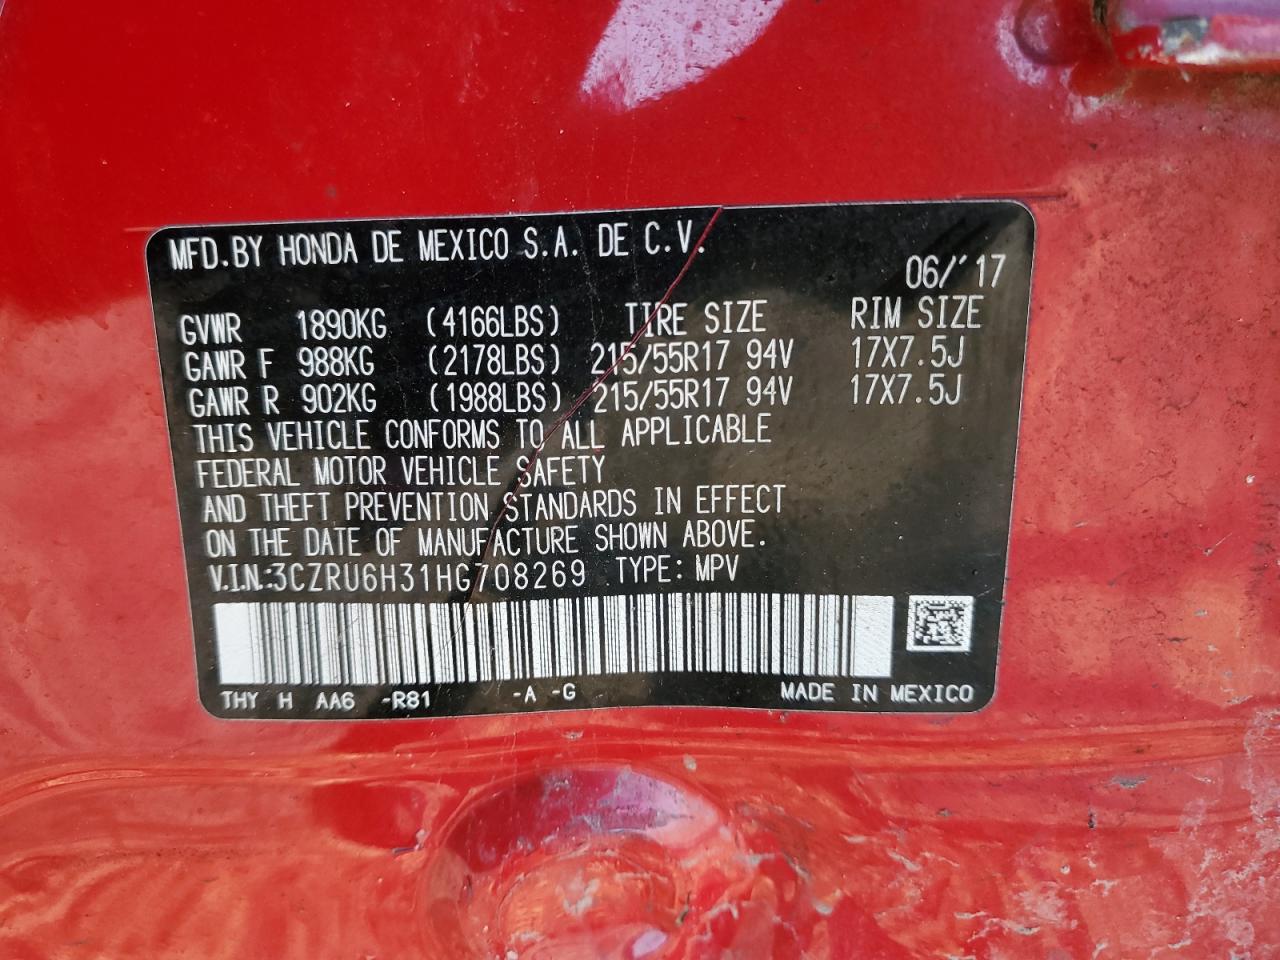 MFD.BY HONDA DE MEXICO S.A. DE C.V.
06/'17
GVWR 1890KG (4166LBS) TIRE SIZE RIM SIZE
GAWR F 988KG (2178LBS) 215/55R17 94V 17X7.5J
GAWR R 902KG (1988LBS) 215/55R17 94V 17X7.5J
THIS VEHICLE CONFORMS TO ALL APPLICABLE
FEDERAL MOTOR VEHICLE SAFETY
AND THEFT PREVENTION STANDARDS IN EFFECT
ON THE DATE OF MANUFACTURE SHOWN ABOVE.
V.I.N.:3CZRU6H31HG708269 TYPE: MPV
THY H AA6 -R81 -A -G MADE IN MEXICO